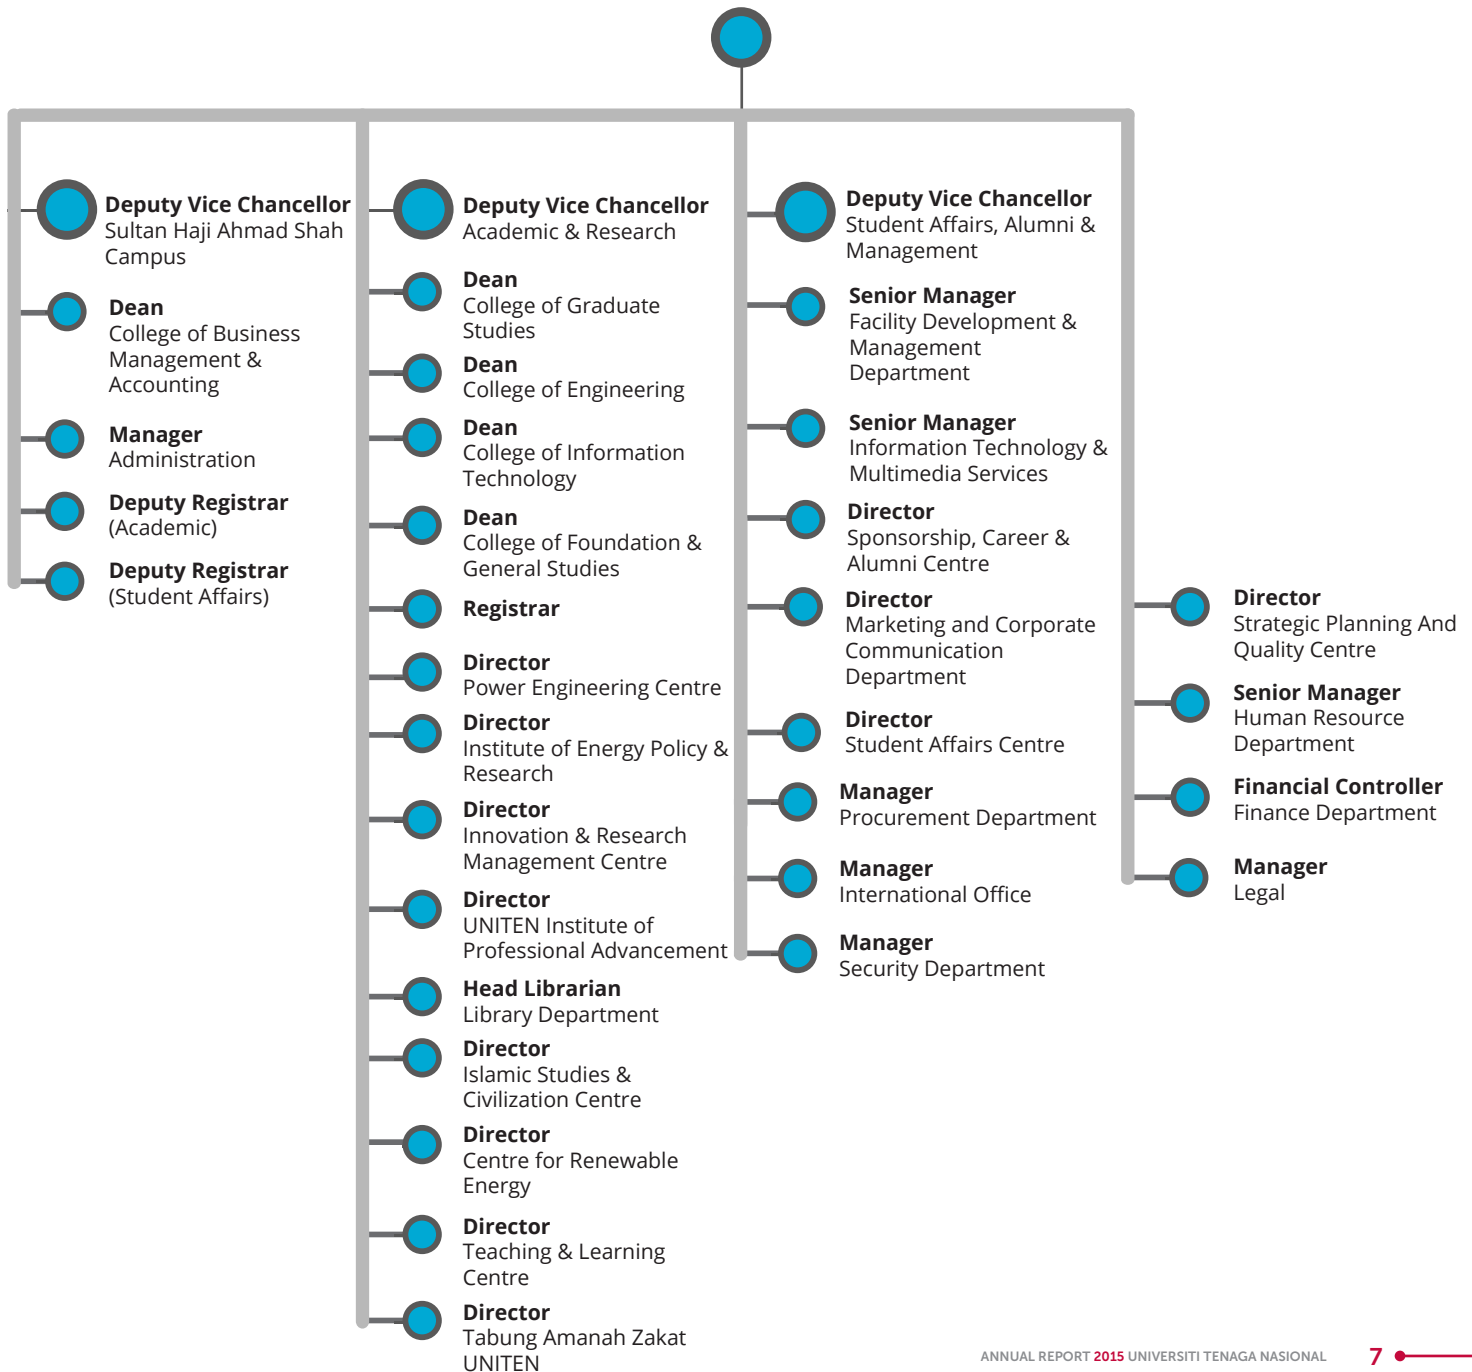 Deputy Vice Chancellor
Sultan Haji Ahmad Shah
Campus
Dean
College of Business
Management &
Accounting
Manager
Administration
Deputy Registrar
(Academic)
Deputy Registrar
(Student Affairs)
Deputy Vice Chancellor
Academic & Research
Dean
College of Graduate
Studies
Dean
College of Engineering
Dean
College of Information
Technology
Dean
College of Foundation &
General Studies
Registrar
Director
Power Engineering Centre
Director
Institute of Energy Policy &
Research
Director
Innovation & Research
Management Centre
Director
UNITEN Institute of
Professional Advancement
Head Librarian
Library Department
Director
Islamic Studies &
Civilization Centre
Director
Centre for Renewable
Energy
Director
Teaching & Learning
Centre
Director
Tabung Amanah Zakat
UNITEN
Deputy Vice Chancellor
Student Affairs, Alumni &
Management
Senior Manager
Facility Development &
Management
Department
Senior Manager
Information Technology &
Multimedia Services
Director
Sponsorship, Career &
Alumni Centre
Director
Marketing and Corporate
Communication
Department
Director
Student Affairs Centre
Manager
Procurement Department
Manager
International Office
Manager
Security Department
Director
Strategic Planning And
Quality Centre
Senior Manager
Human Resource
Department
Financial Controller
Finance Department
Manager
Legal
ANNUAL REPORT 2015 UNIVERSITI TENAGA NASIONAL 7